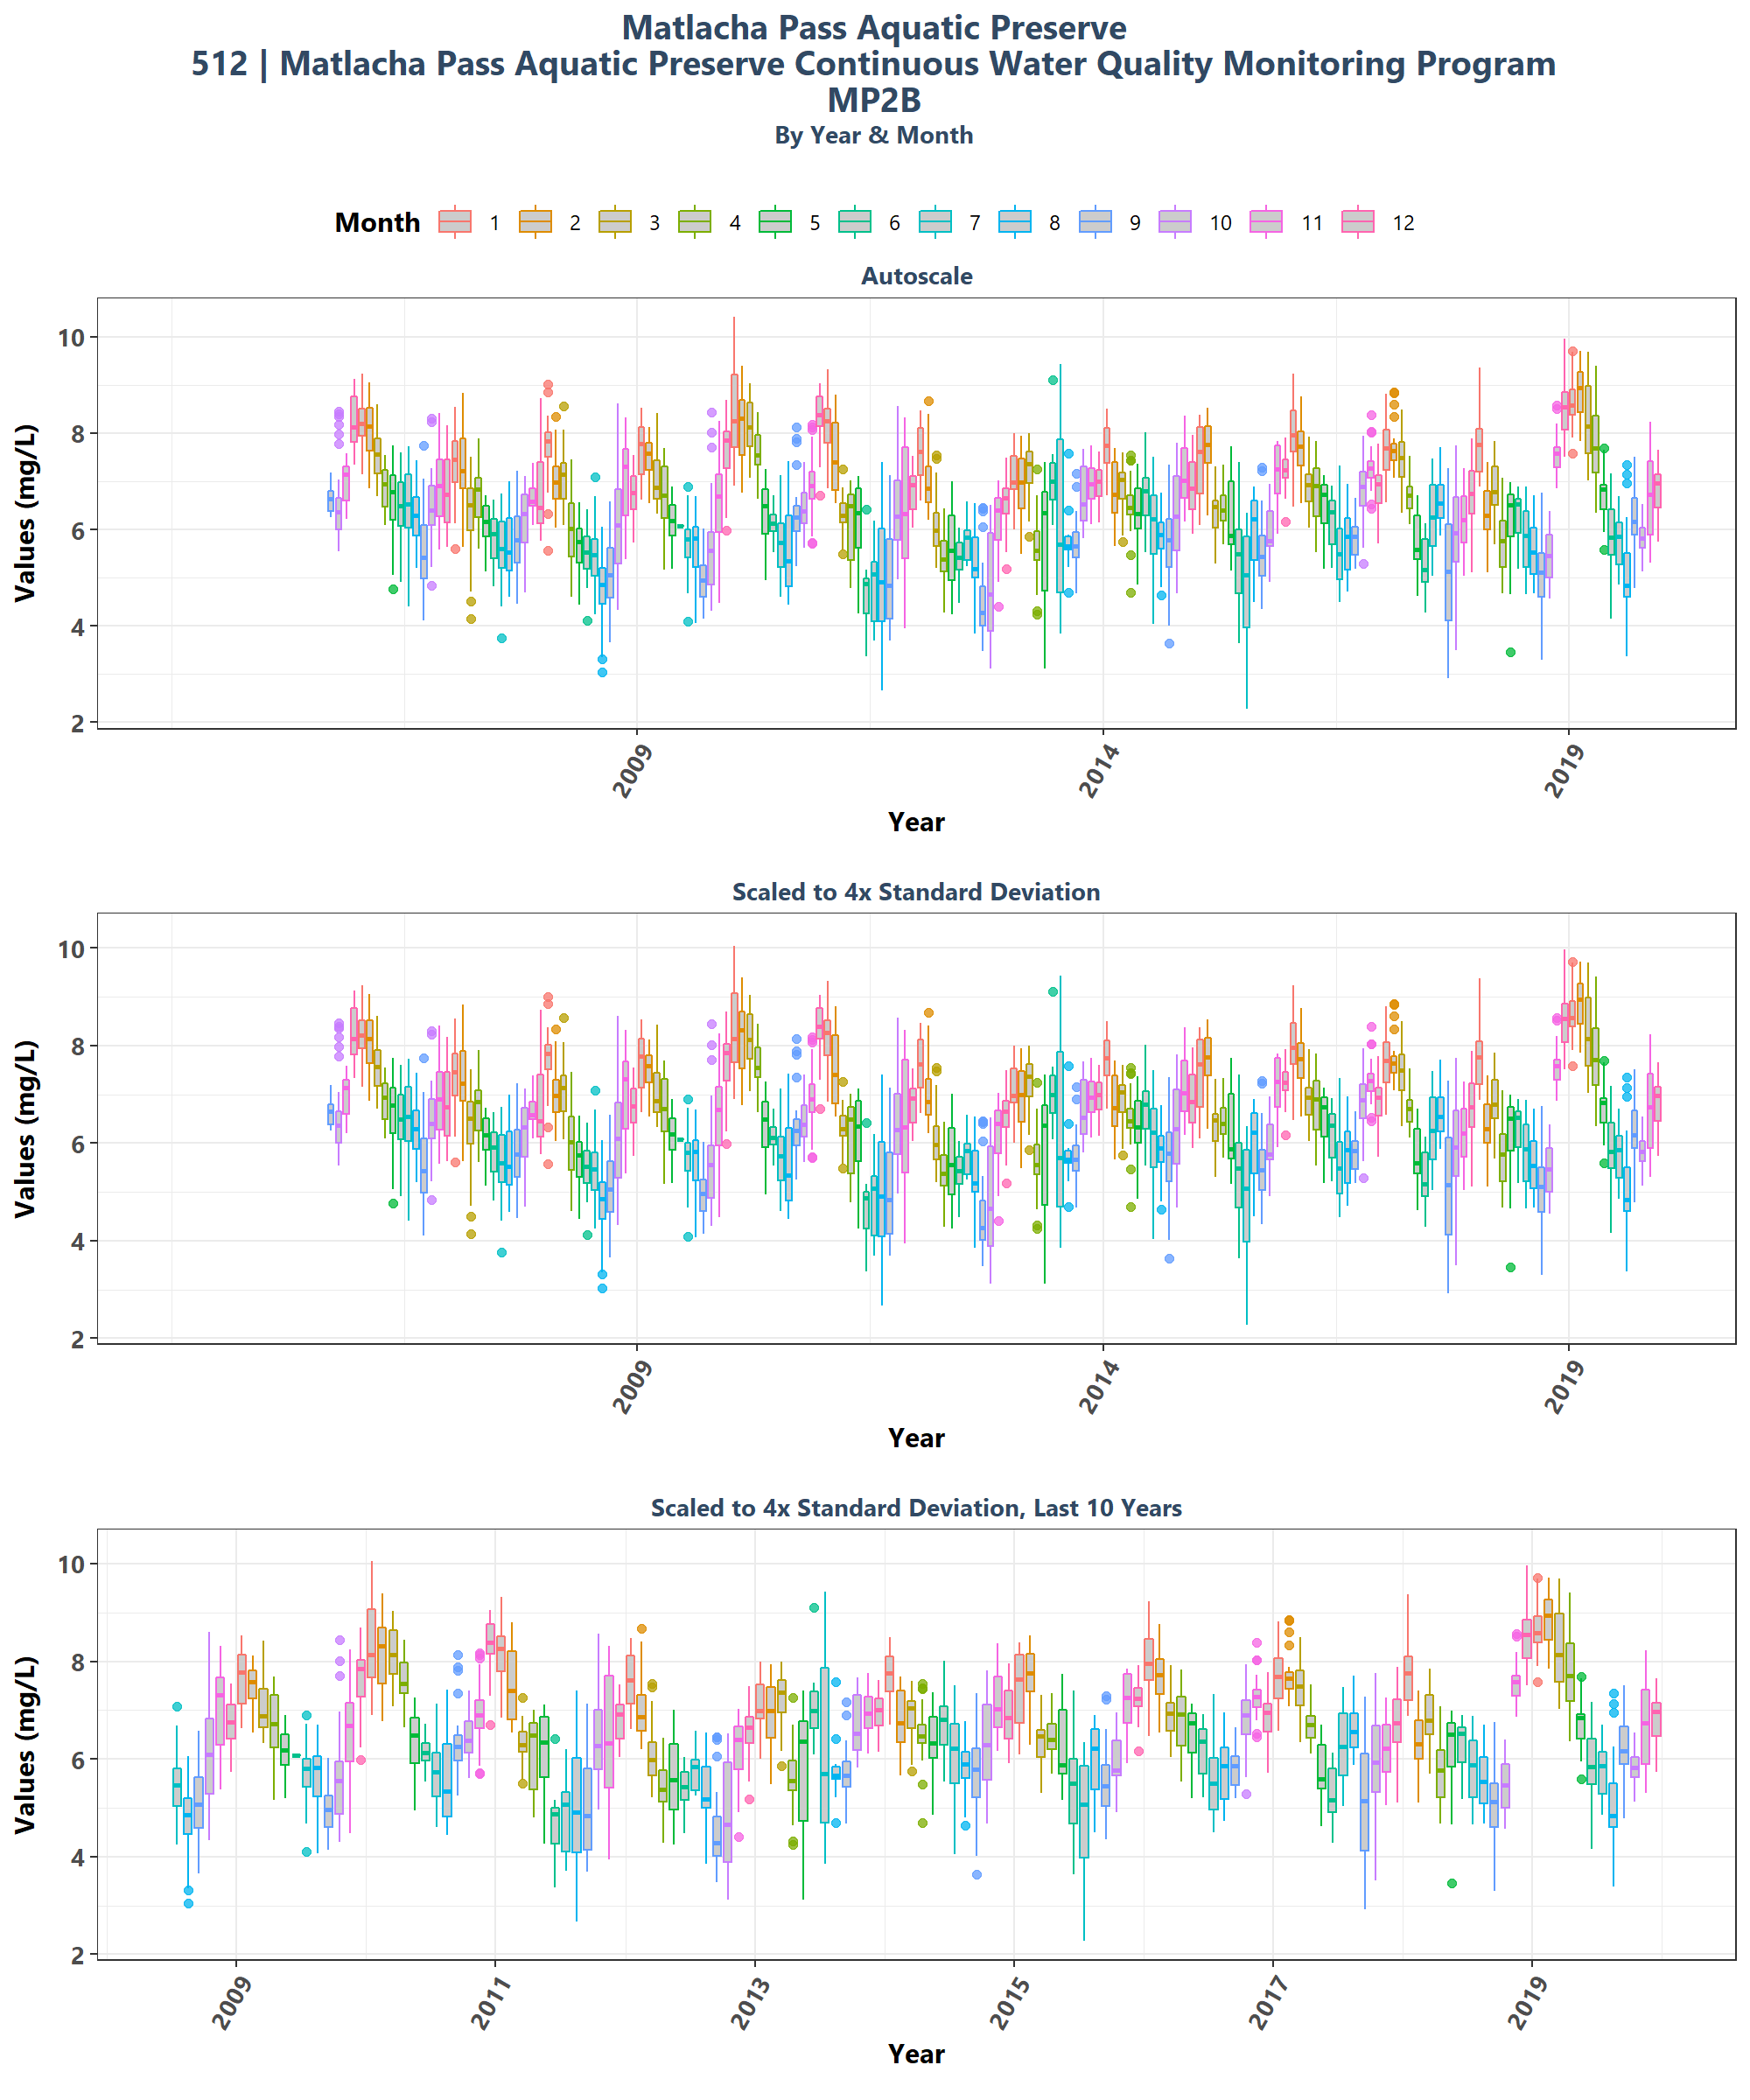 Matlacha Pass Aquatic Preserve
512 | Matlacha Pass Aquatic Preserve Continuous Water Quality Monitoring Program
MP2B
By Year & Month
Month 1 2 3 4 5 6 7 8 9 10 11 12
Autoscale
Values (mg/L)
10
8
6
4
2
2009 2014 2019
Year
Scaled to 4x Standard Deviation
Values (mg/L)
10
8
6
4
2
2009 2014 2019
Year
Scaled to 4x Standard Deviation, Last 10 Years
Values (mg/L)
10
8
6
4
2
2009 2011 2013 2015 2017 2019
Year